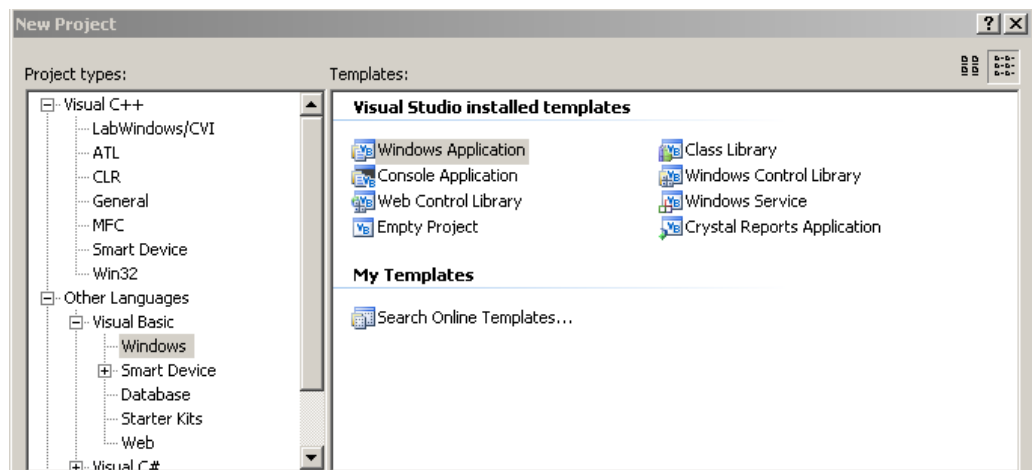 New Project
Project types:
Visual C++
LabWindows/CVI
ATL
CLR
General
MFC
Smart Device
Win32
Other Languages
Visual Basic
Windows
Smart Device
Database
Starter Kits
Web
Visual C#
Templates:
Visual Studio installed templates
Windows Application
Console Application
Web Control Library
Empty Project
Class Library
Windows Control Library
Windows Service
Crystal Reports Application
My Templates
Search Online Templates...